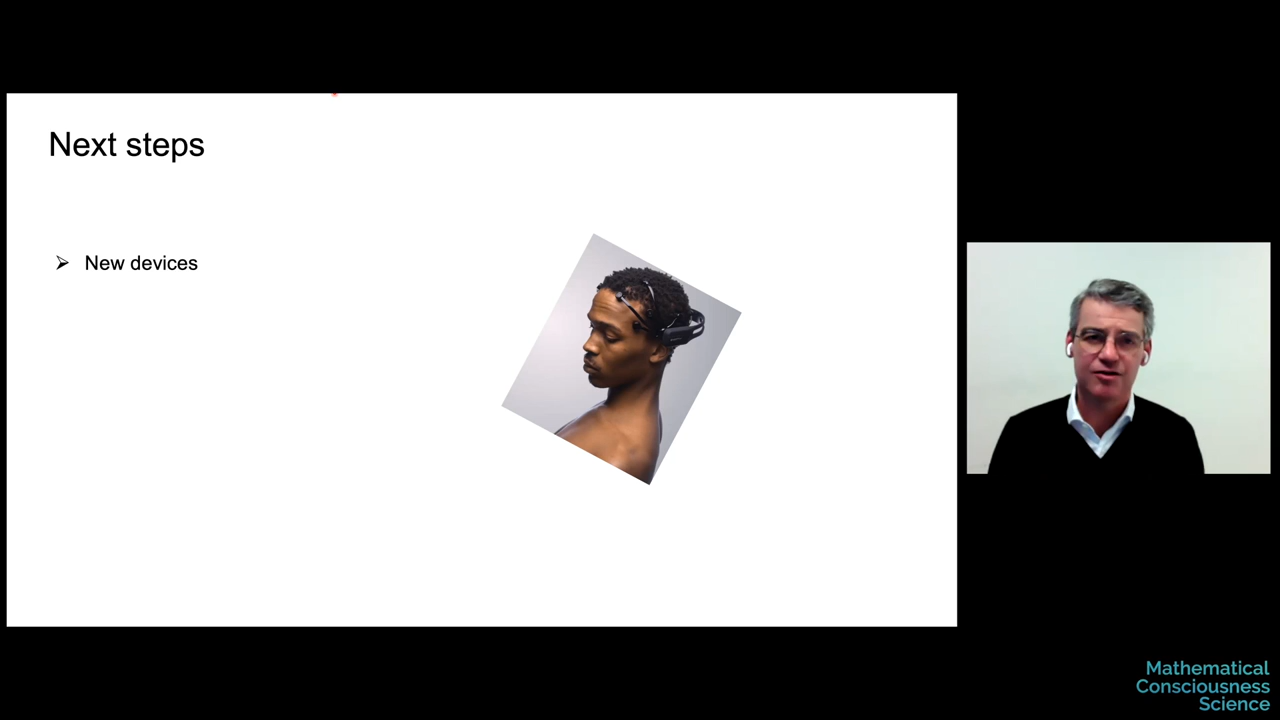 Next steps
New devices
Mathematical
Consciousness
Science